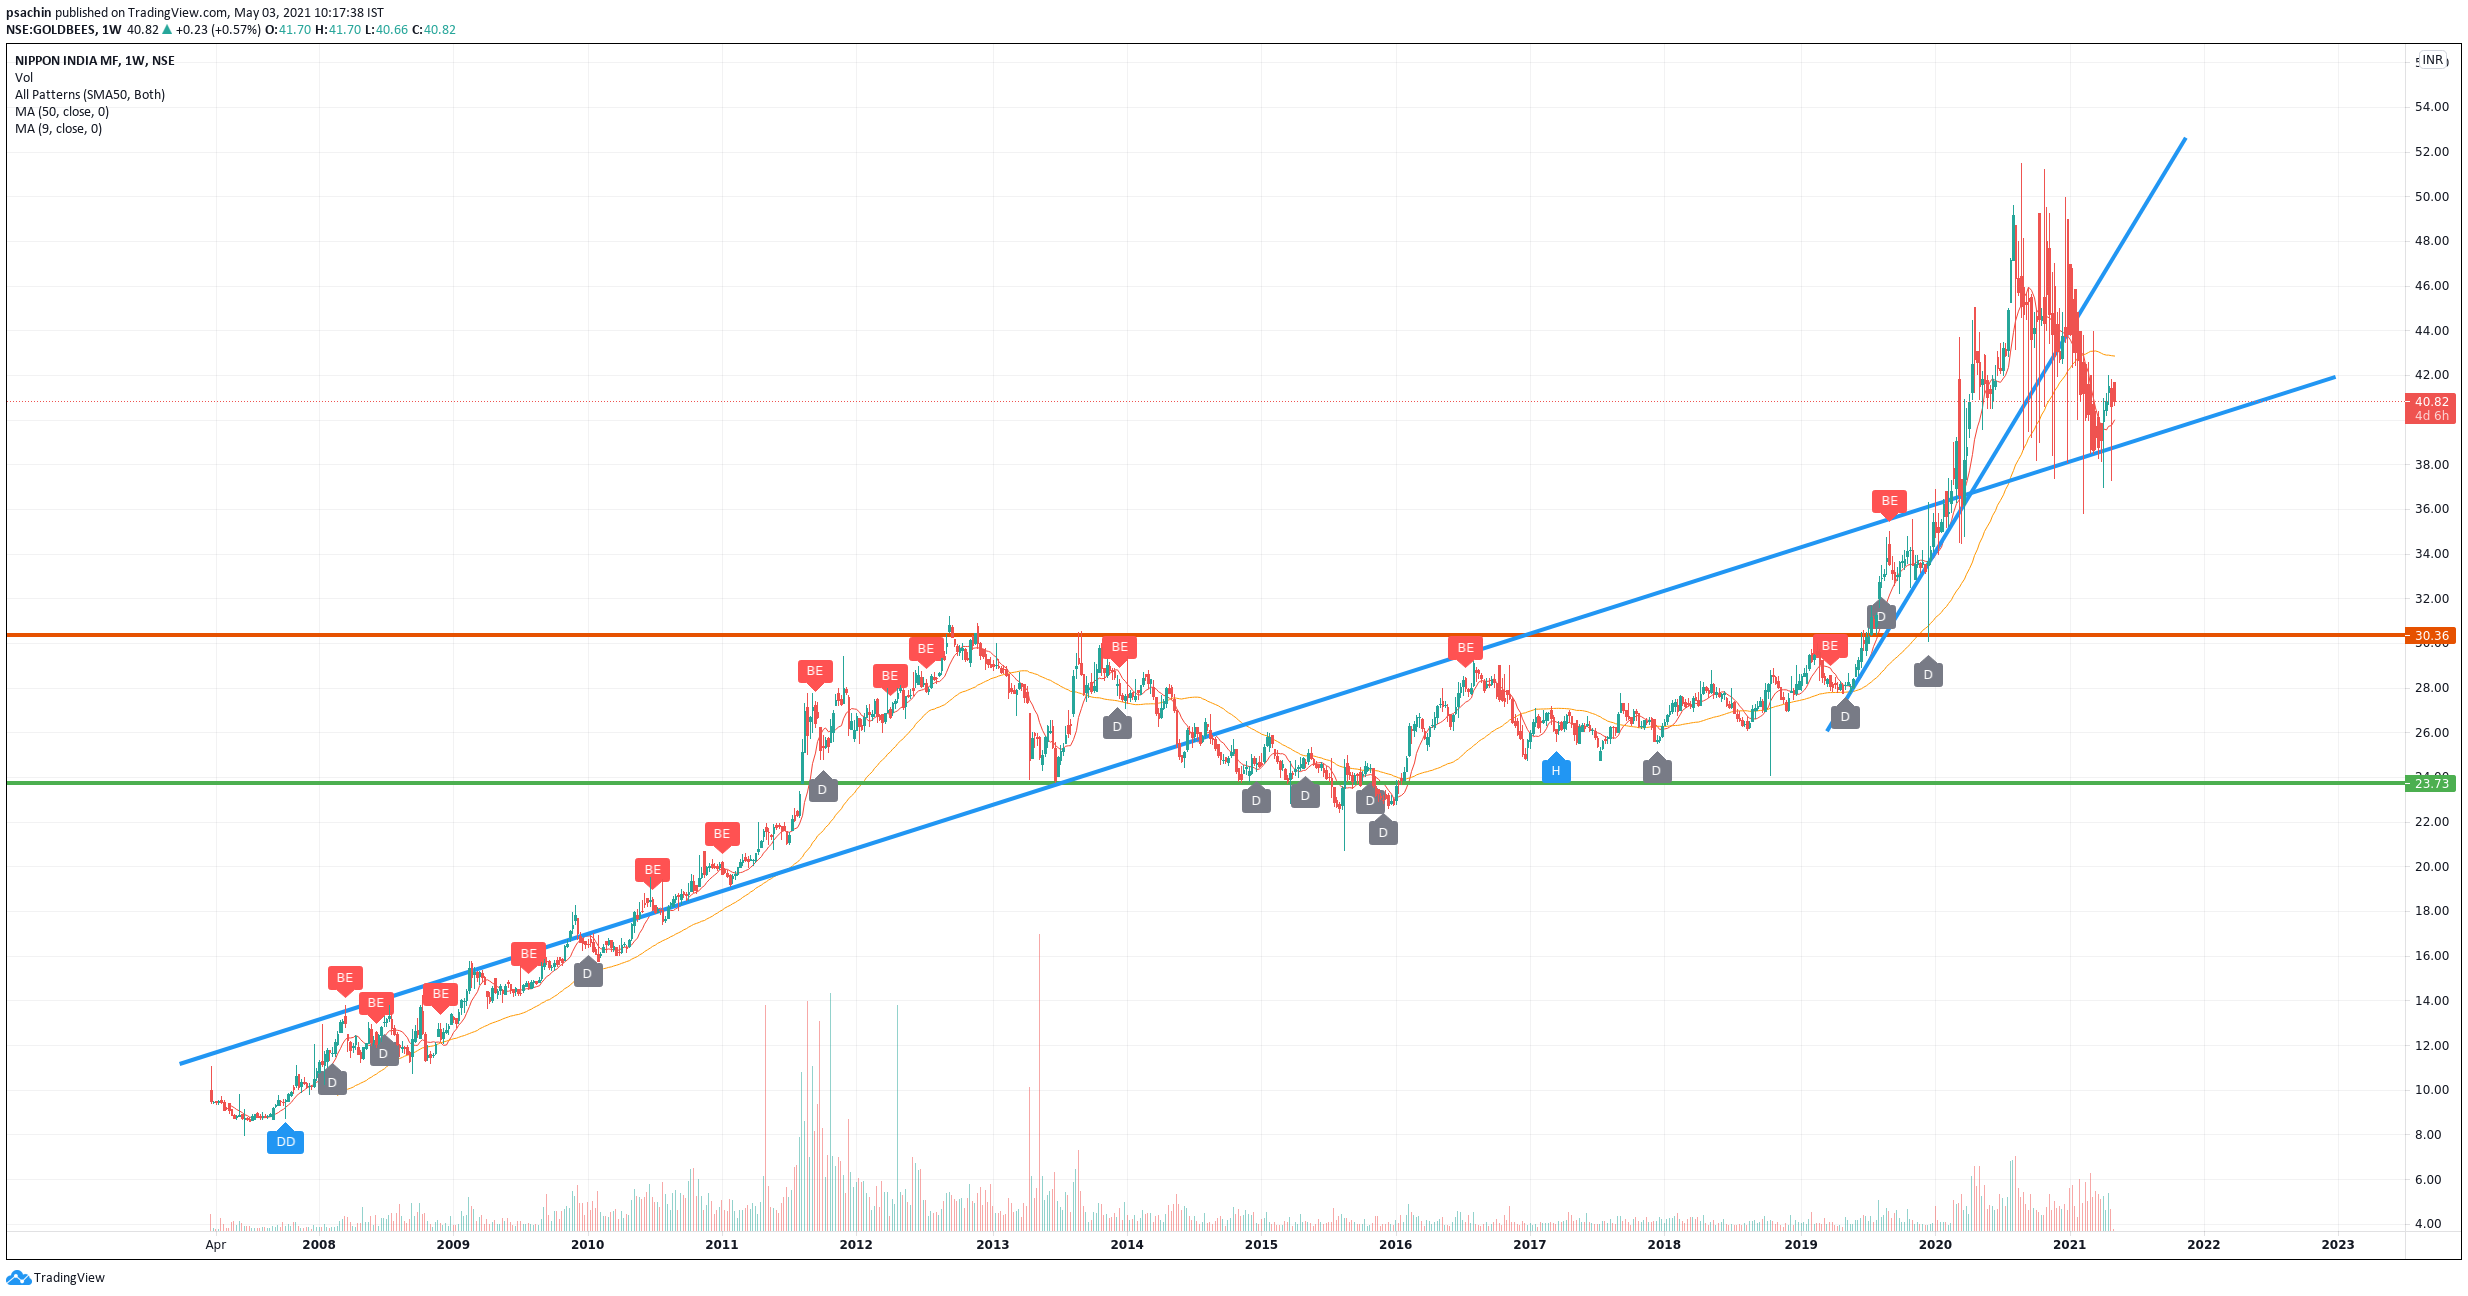 psachin published on TradingView.com, May 03, 2021 10:17:38 IST
NSE:GOLDBEES, 1W 40.82 ▲ +0.23 (+0.57%) O:41.70 H:41.70 L:40.66 C:40.82
NIPPON INDIA MF, 1W, NSE
Vol
All Patterns (SMA50, Both)
MA (50, close, 0)
MA (9, close, 0)
INR
54.00
52.00
50.00
48.00
46.00
44.00
42.00
40.82
4d 6h
38.00
36.00
34.00
32.00
30.36
28.00
26.00
23.73
22.00
20.00
18.00
16.00
14.00
12.00
10.00
8.00
6.00
4.00
BE
D
BE
D
BE
BE
BE
BE
BE
BE
BE
BE
BE
D
D
BE
D
D
D
D
D
H
D
BE
D
D
D
BE
D
DD
Apr 2008 2009 2010 2011 2012 2013 2014 2015 2016 2017 2018 2019 2020 2021 2022 2023
TradingView